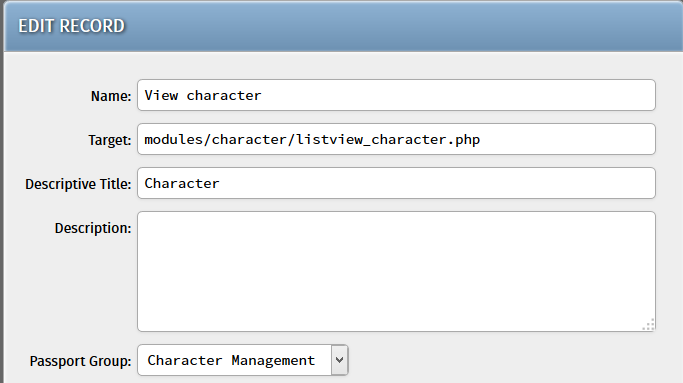 EDIT RECORD
Name: View character
Target: modules/character/listview_character.php
Descriptive Title: Character
Description:
Passport Group: Character Management